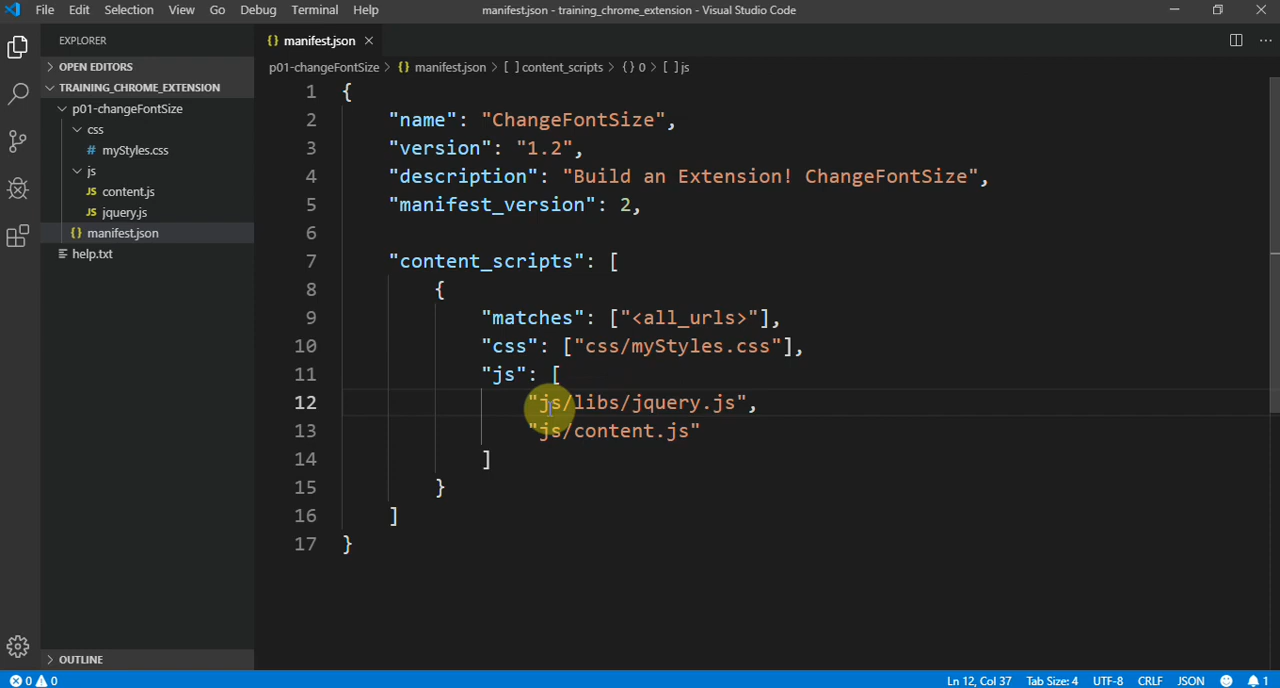 File Edit Selection View Go Debug Terminal Help manifest.json - training_chrome_extension - Visual Studio Code
EXPLORER
OPEN EDITORS
TRAINING_CHROME_EXTENSION
p01-changeFontSize
css
# myStyles.css
js
JS content.js
JS jquery.js
{} manifest.json
help.txt
OUTLINE
{} manifest.json ×
p01-changeFontSize > {} manifest.json > [ ] content_scripts > {} 0 > [ ] js
1 {
2 "name": "ChangeFontSize",
3 "version": "1.2",
4 "description": "Build an Extension! ChangeFontSize",
5 "manifest_version": 2,
6
7 "content_scripts": [
8 {
9 "matches": ["<all_urls>"],
10 "css": ["css/myStyles.css"],
11 "js": [
12 "js/libs/jquery.js",
13 "js/content.js"
14 ]
15 }
16 ]
17 }
0 0 Ln 12, Col 37 Tab Size: 4 UTF-8 CRLF JSON 1